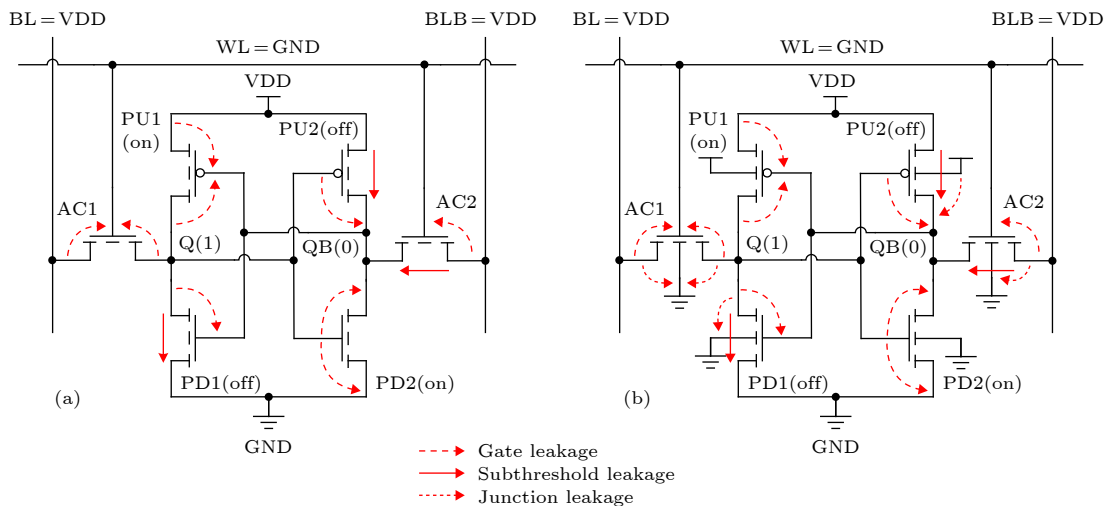 BL=VDD
BLB=VDD
WL=GND
VDD
PU1
(on)
PU2(off)
AC1
AC2
Q(1)
QB(0)
PD1(off)
PD2(on)
(a)
GND
BL=VDD
BLB=VDD
WL=GND
VDD
PU1
(on)
PU2(off)
AC1
AC2
Q(1)
QB(0)
PD1(off)
PD2(on)
(b)
GND
Gate leakage
Subthreshold leakage
Junction leakage